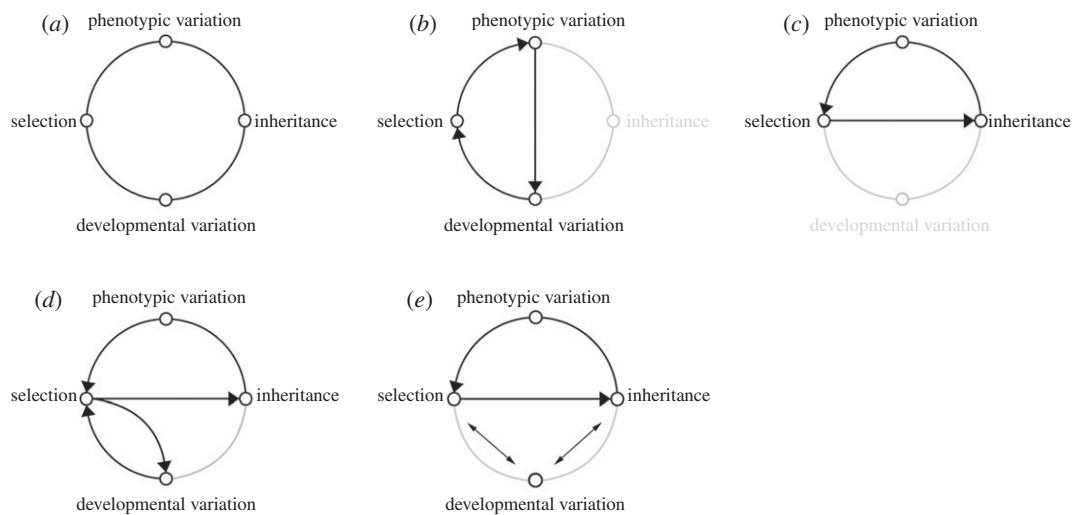 (a)
phenotypic variation
selection
inheritance
developmental variation
(b)
phenotypic variation
selection
inheritance
developmental variation
(c)
phenotypic variation
selection
inheritance
developmental variation
(d)
phenotypic variation
selection
inheritance
developmental variation
(e)
phenotypic variation
selection
inheritance
developmental variation